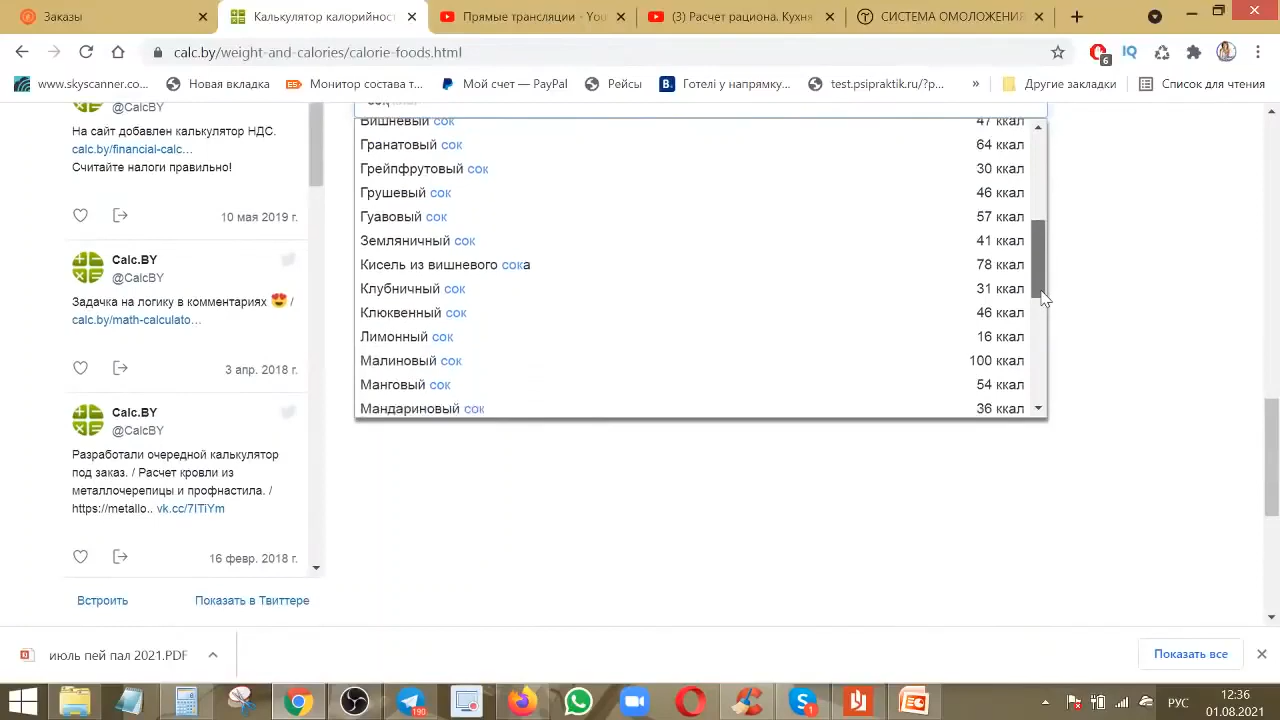 Заказы
Калькулятор калорийнос
Прямые трансляции - You
(3) Расчет рациона. Кухня
СИСТЕМА ОМОЛОЖЕНИЯ
calc.by/weight-and-calories/calorie-foods.html
6
IQ
www.skyscanner.co...
Новая вкладка
Монитор состава т...
Мой счет — PayPal
Рейсы
Готелі у напрямку...
test.psipraktik.ru/?p...
»
Другие закладки
Список для чтения
@CalcBY
На сайт добавлен калькулятор НДС.
calc.by/financial-calc...
Считайте налоги правильно!
10 мая 2019 г.
Calc.BY
@CalcBY
Задачка на логику в комментариях 😍 /
calc.by/math-calculato...
3 апр. 2018 г.
Calc.BY
@CalcBY
Разработали очередной калькулятор
под заказ. / Расчет кровли из
металлочерепицы и профнастила. /
https://metallo.. vk.cc/7ITiYm
16 февр. 2018 г.
Встроить
Показать в Твиттере
Вишневый сок 47 ккал
Гранатовый сок 64 ккал
Грейпфрутовый сок 30 ккал
Грушевый сок 46 ккал
Гуавовый сок 57 ккал
Земляничный сок 41 ккал
Кисель из вишневого сока 78 ккал
Клубничный сок 31 ккал
Клюквенный сок 46 ккал
Лимонный сок 16 ккал
Малиновый сок 100 ккал
Манговый сок 54 ккал
Мандариновый сок 36 ккал
июль пей пал 2021.PDF
Показать все
190
1
РУС
12:36
01.08.2021